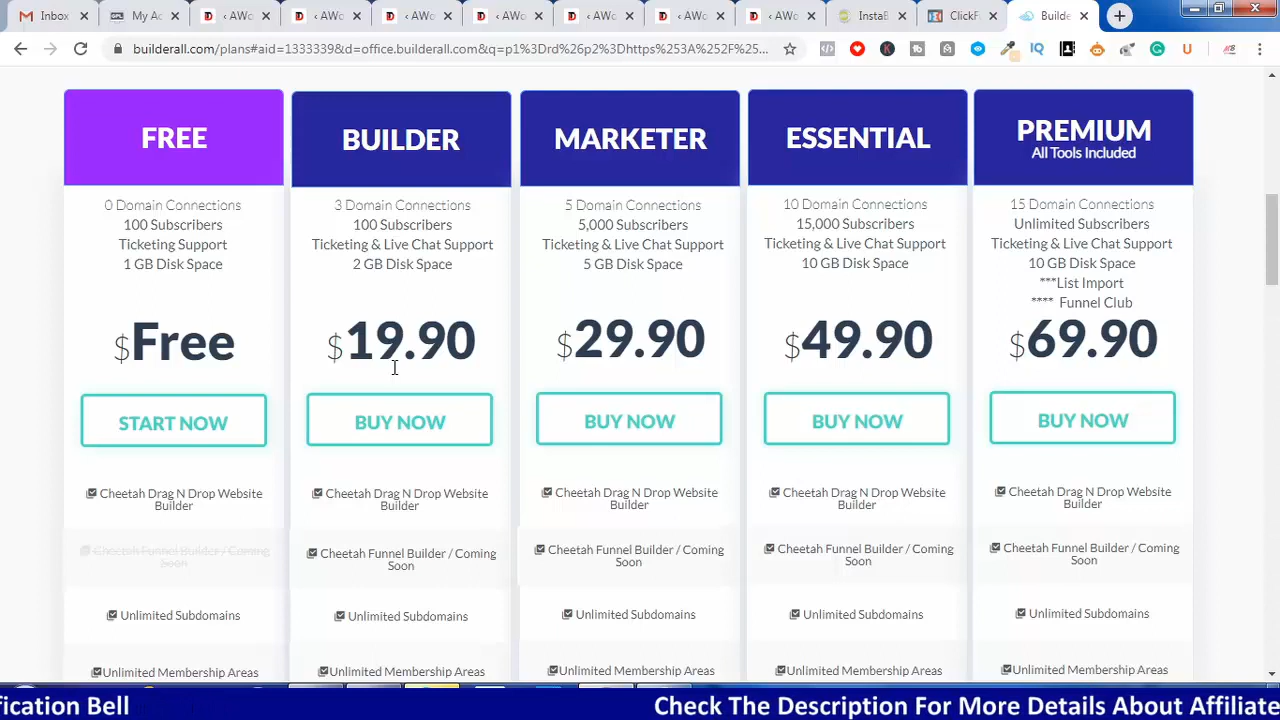 Inbox
My Ac
‹ AWo
‹ AWo
‹ AWo
‹ AWo
‹ AWo
‹ AWo
‹ AWo
InstaB
ClickF
Builde
builderall.com/plans#aid=1333339&d=office.builderall.com&q=p1%3Drd%26p2%3Dhttps%253A%252F%25...
FREE
0 Domain Connections
100 Subscribers
Ticketing Support
1 GB Disk Space
$Free
START NOW
Cheetah Drag N Drop Website
Builder
Cheetah Funnel Builder / Coming
Soon
Unlimited Subdomains
Unlimited Membership Areas
BUILDER
3 Domain Connections
100 Subscribers
Ticketing & Live Chat Support
2 GB Disk Space
$19.90
BUY NOW
Cheetah Drag N Drop Website
Builder
Cheetah Funnel Builder / Coming
Soon
Unlimited Subdomains
Unlimited Membership Areas
MARKETER
5 Domain Connections
5,000 Subscribers
Ticketing & Live Chat Support
5 GB Disk Space
$29.90
BUY NOW
Cheetah Drag N Drop Website
Builder
Cheetah Funnel Builder / Coming
Soon
Unlimited Subdomains
Unlimited Membership Areas
ESSENTIAL
10 Domain Connections
15,000 Subscribers
Ticketing & Live Chat Support
10 GB Disk Space
$49.90
BUY NOW
Cheetah Drag N Drop Website
Builder
Cheetah Funnel Builder / Coming
Soon
Unlimited Subdomains
Unlimited Membership Areas
PREMIUM
All Tools Included
15 Domain Connections
Unlimited Subscribers
Ticketing & Live Chat Support
10 GB Disk Space
***List Import
**** Funnel Club
$69.90
BUY NOW
Cheetah Drag N Drop Website
Builder
Cheetah Funnel Builder / Coming
Soon
Unlimited Subdomains
Unlimited Membership Areas
fication Bell
Check The Description For More Details About Affiliate